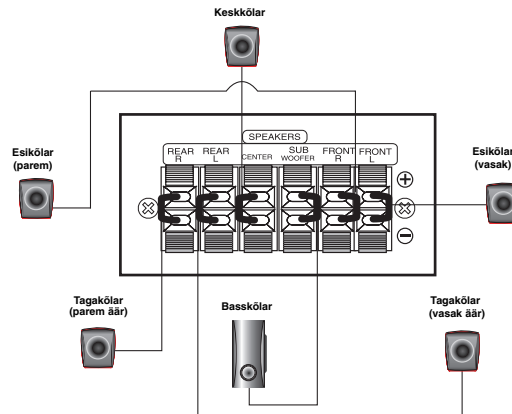 Keskkõlar
Esikõlar
(parem)
SPEAKERS
REAR
R
REAR
L
CENTER
SUB
WOOFER
FRONT
R
FRONT
L
+
−
Esikõlar
(vasak)
Tagakõlar
(parem äär)
Basskõlar
Tagakõlar
(vasak äär)